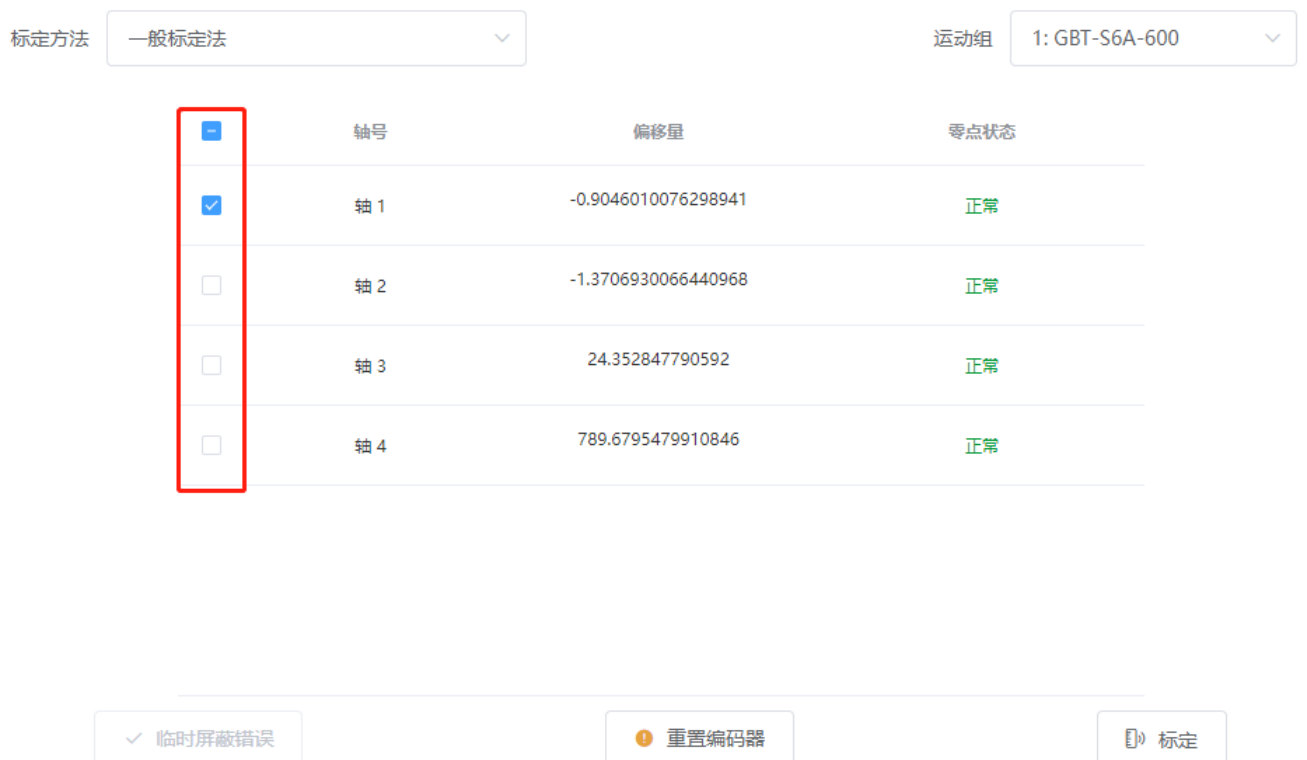 标定方法 一般标定法 运动组 1: GBT-S6A-600
轴号 偏移量 零点状态
轴 1 -0.9046010076298941 正常
轴 2 -1.3706930066440968 正常
轴 3 24.352847790592 正常
轴 4 789.6795479910846 正常
临时屏蔽错误 重置编码器 标定